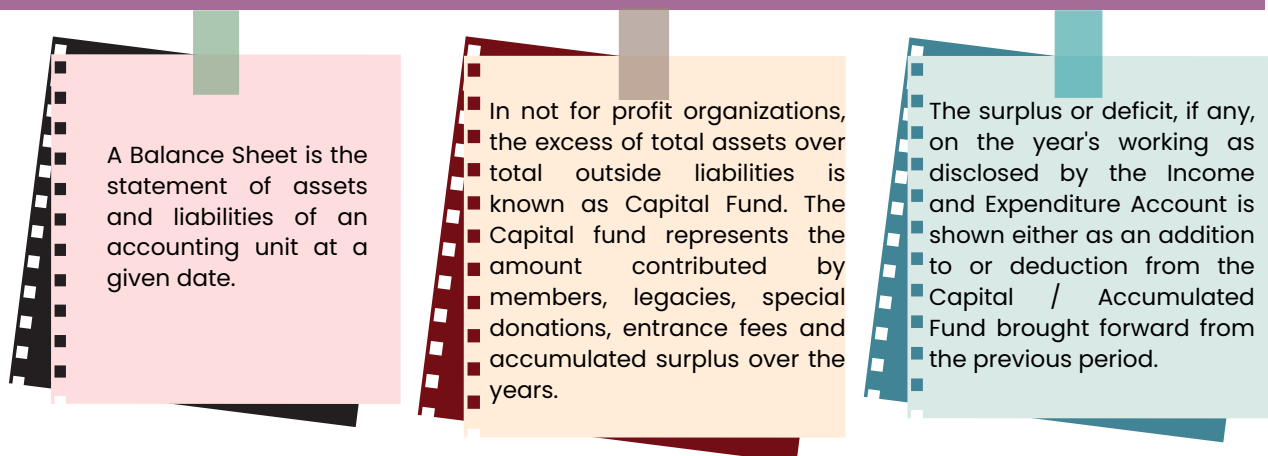 A Balance Sheet is the
statement of assets
and liabilities of an
accounting unit at a
given date.
In not for profit organizations,
the excess of total assets over
total outside liabilities is
known as Capital Fund. The
Capital fund represents the
amount contributed by
members, legacies, special
donations, entrance fees and
accumulated surplus over the
years.
The surplus or deficit, if any,
on the year's working as
disclosed by the Income
and Expenditure Account is
shown either as an addition
to or deduction from the
Capital / Accumulated
Fund brought forward from
the previous period.